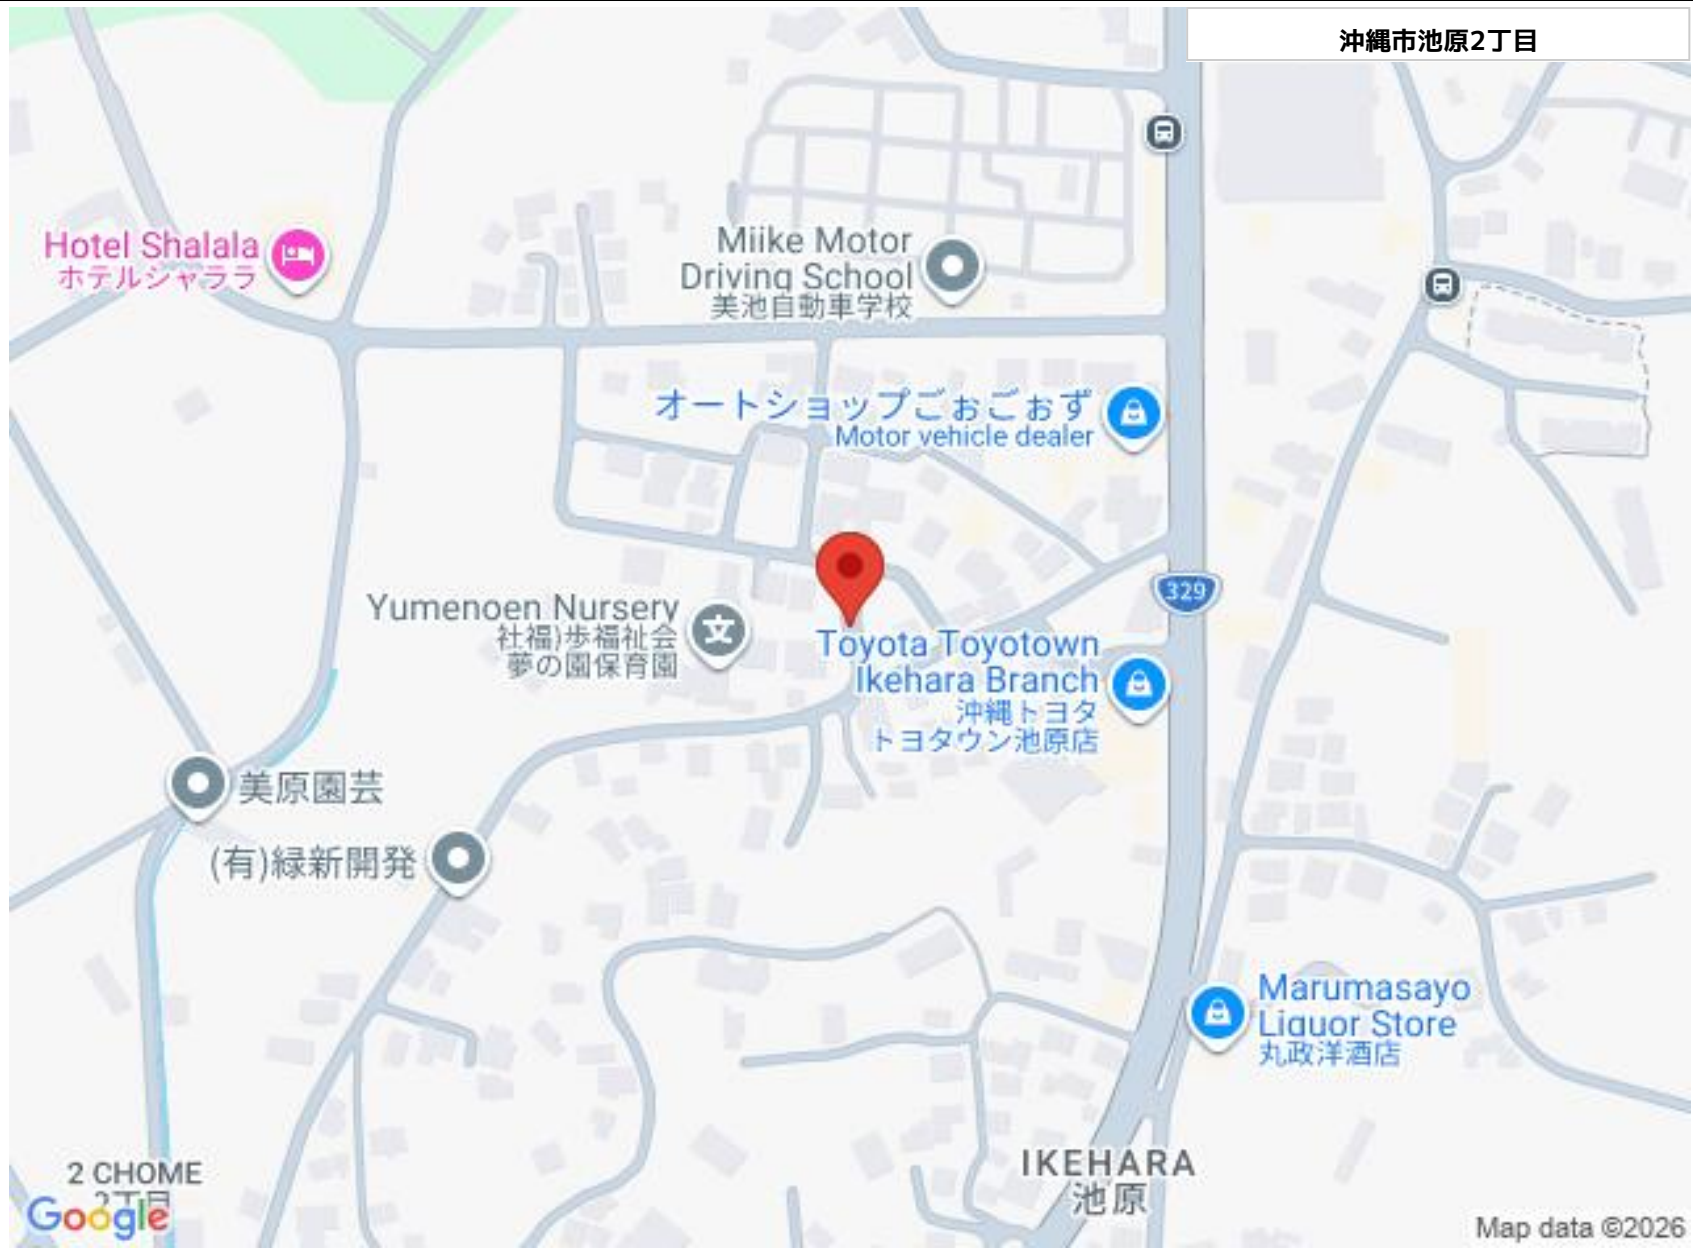 沖縄市池原2丁目
Hotel Shalala
ホテルシャララ
Miike Motor
Driving School
美池自動車学校
オートショップごぉごぉず
Motor vehicle dealer
329
Yumenoen Nursery
社福)歩福祉会
夢の園保育園
Toyota Toyotown
Ikehara Branch
沖縄トヨタ
トヨタウン池原店
美原園芸
(有)緑新開発
Marumasayo
Liquor Store
丸政洋酒店
IKEHARA
池原
2 CHOME
2丁目
Google
Map data ©2026